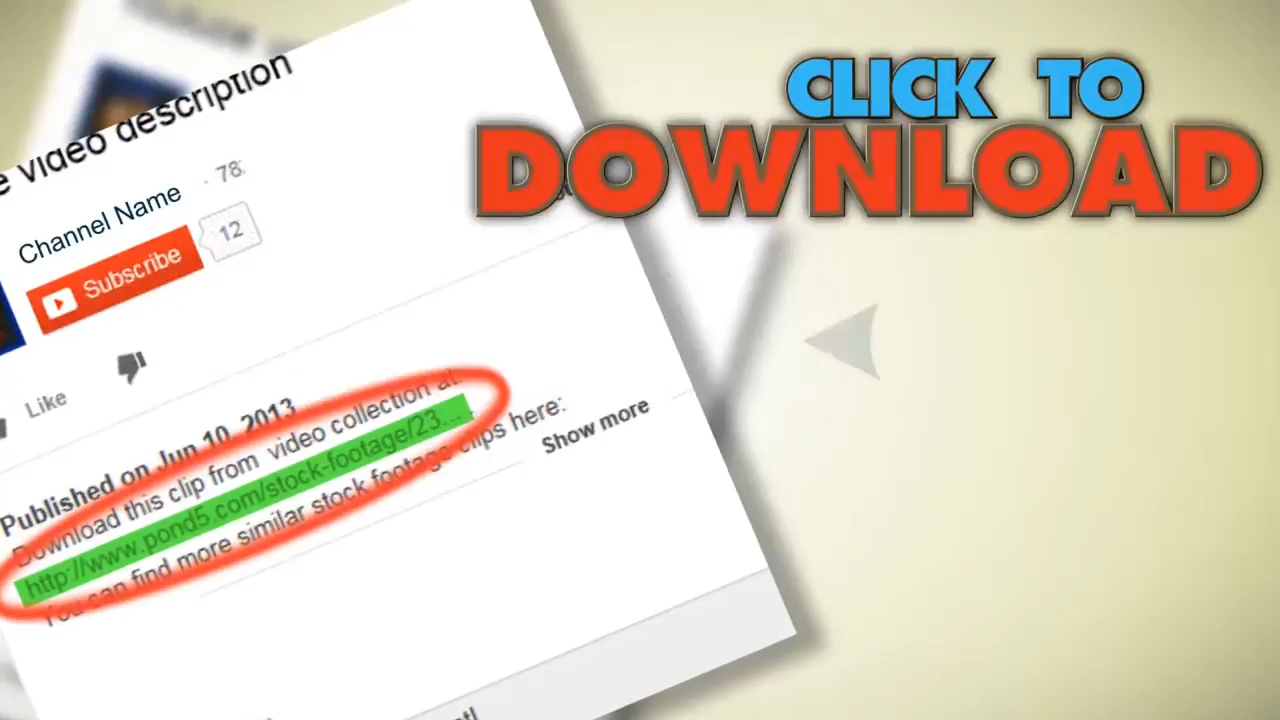 CLICK TO
DOWNLOAD
e video description
Channel Name
78
Subscribe
12
Like
Published on Jun 10, 2013
Download this clip from video collection at
http://www.pond5.com/stock-footage/23...
You can find more similar stock footage clips here:
Show more